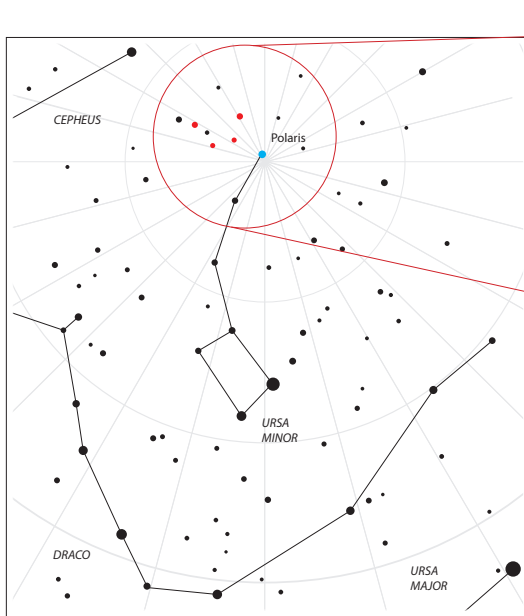 CEPHEUS
Polaris
URSA
MINOR
DRACO
URSA
MAJOR